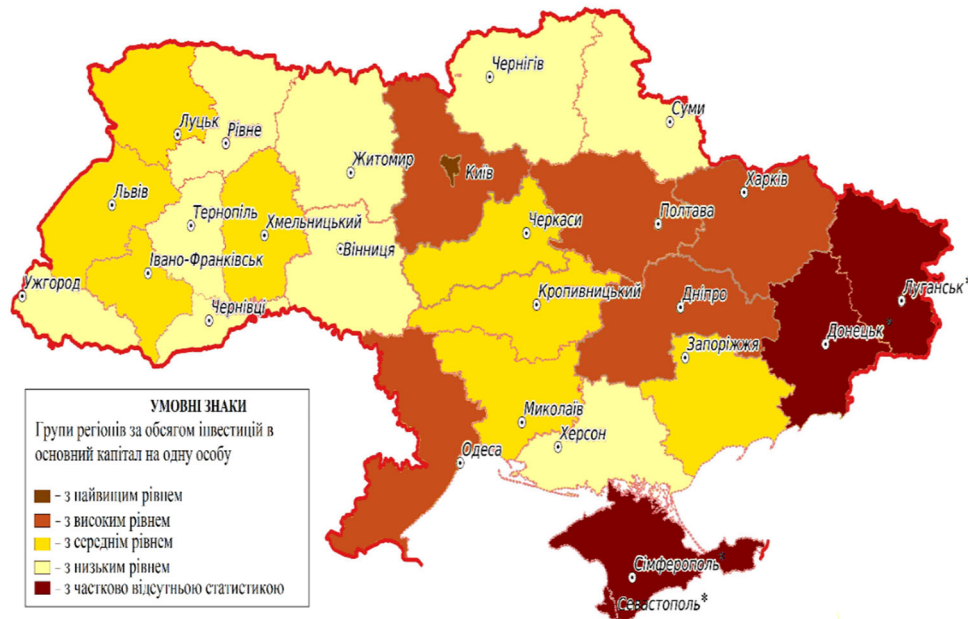 Чернігів
Суми
Луцьк
Рівне
Житомир
Київ
Харків
Львів
Тернопіль
Хмельницький
Черкаси
Полтава
Вінниця
Івано-Франківськ
Ужгород
Чернівці
Кропивницький
Дніпро
Луганськ*
Донецьк*
Запоріжжя
Миколаїв
Херсон
Одеса
Сімферополь*
Севастополь*
УМОВНІ ЗНАКИ
Групи регіонів за обсягом інвестицій в
основний капітал на одну особу
– з найвищим рівнем
– з високим рівнем
– з середнім рівнем
– з низьким рівнем
– з частково відсутньою статистикою